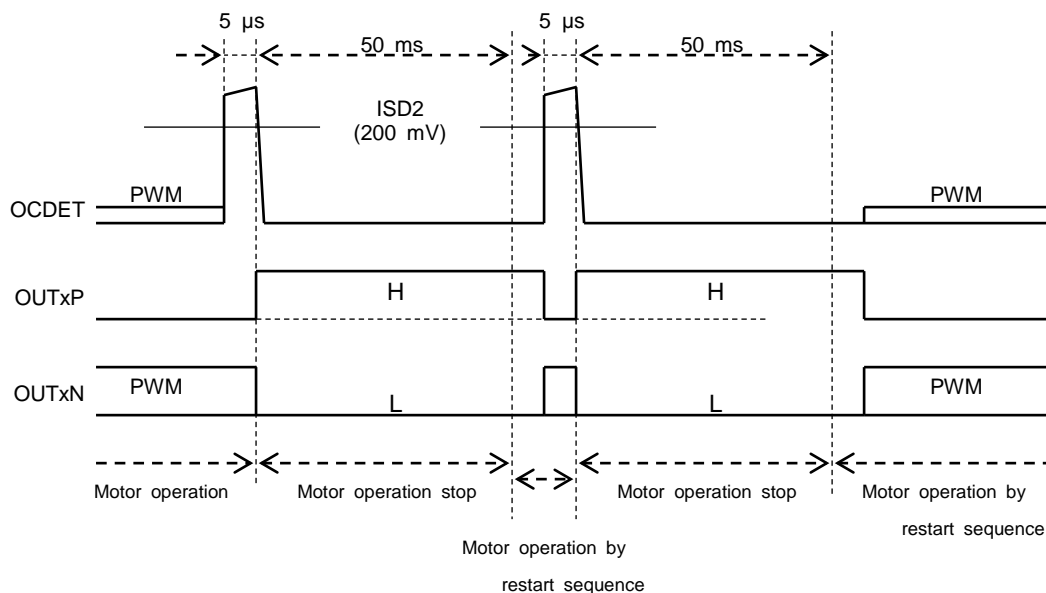 5 µs
5 µs
50 ms
50 ms
ISD2
(200 mV)
PWM
PWM
OCDET
OUTxP
H
H
OUTxN
PWM
L
L
PWM
Motor operation
Motor operation stop
Motor operation stop
Motor operation by
restart sequence
Motor operation by
restart sequence